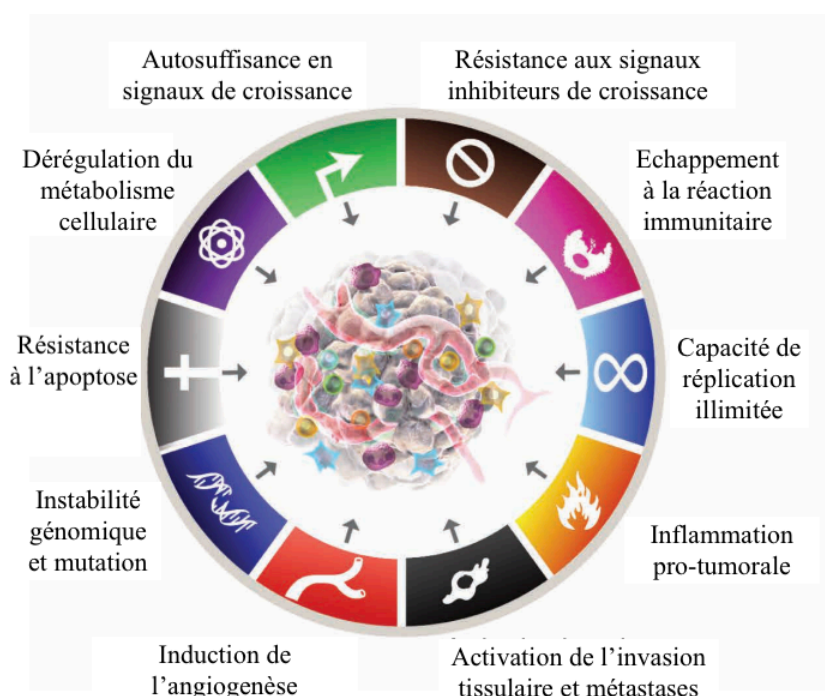 Autosuffisance en
signaux de croissance
Résistance aux signaux
inhibiteurs de croissance
Dérégulation du
métabolisme
cellulaire
Echappement
à la réaction
immunitaire
Résistance
à l’apoptose
Capacité de
réplication
illimitée
Instabilité
génomique
et mutation
Inflammation
pro-tumorale
Induction de
l’angiogenèse
Activation de l’invasion
tissulaire et métastases